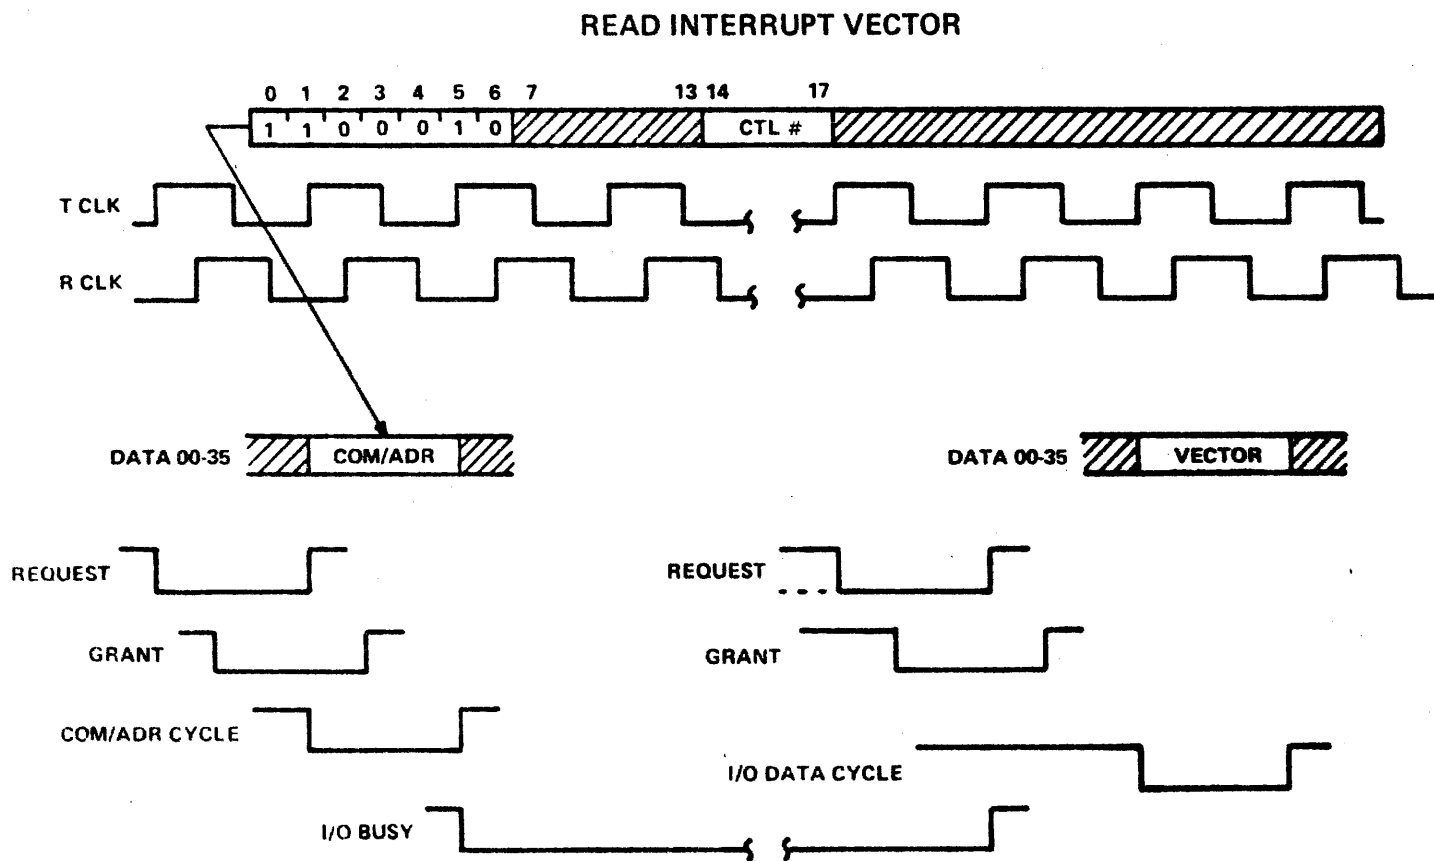 READ INTERRUPT VECTOR
0 1 2 3 4 5 6 7 13 14 17
1 1 0 0 0 1 0 CTL #
T CLK
R CLK
DATA 00-35 COM/ADR DATA 00-35 VECTOR
REQUEST REQUEST
GRANT GRANT
COM/ADR CYCLE
I/O DATA CYCLE
I/O BUSY